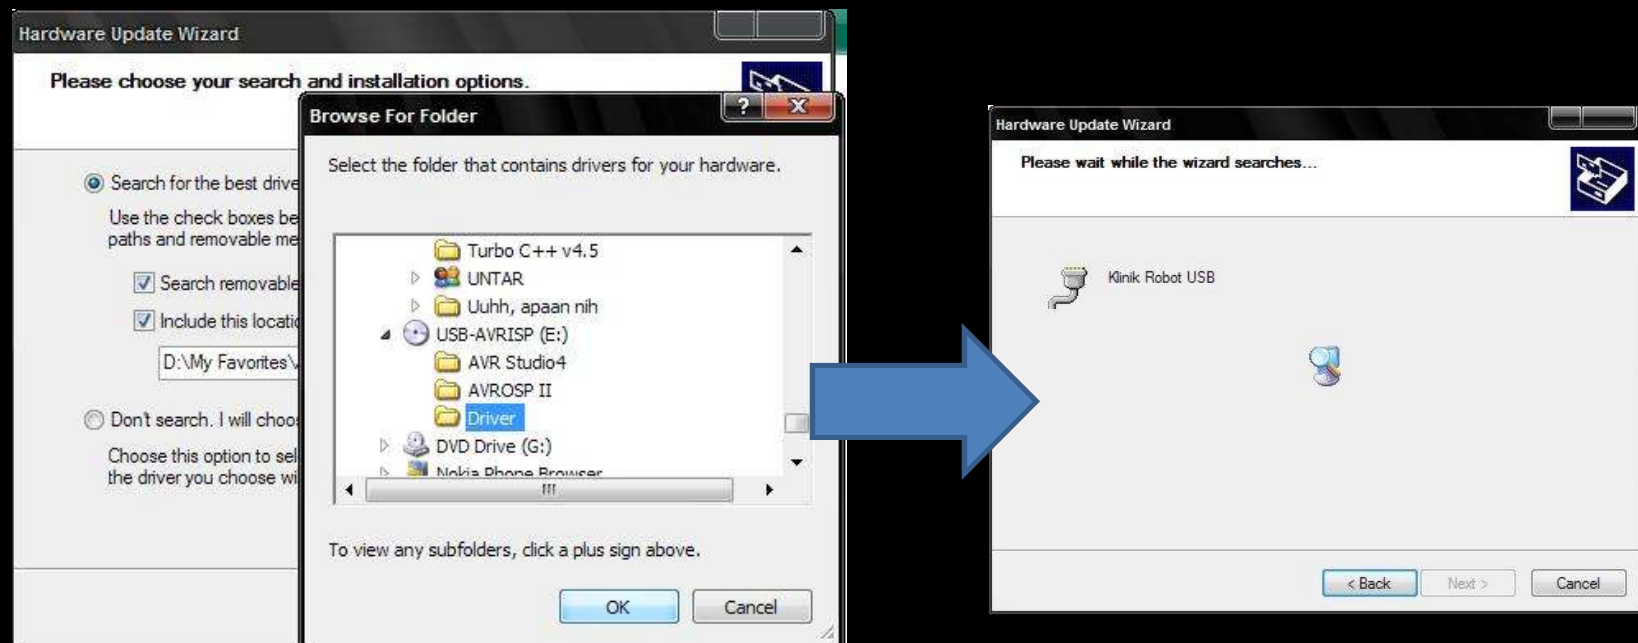 Hardware Update Wizard
Please choose your search and installation options.
Search for the best drive
Use the check boxes be
paths and removable me
Search removable
Include this locatio
D:\My Favorites\
Don't search. I will choos
Choose this option to sel
the driver you choose wi
Browse For Folder
?
X
Select the folder that contains drivers for your hardware.
Turbo C++ v4.5
UNTAR
Uuhh, apaan nih
USB-AVRISP (E:)
AVR Studio4
AVROSP II
Driver
DVD Drive (G:)
Nokia Phone Browser
To view any subfolders, click a plus sign above.
OK
Cancel
Hardware Update Wizard
Please wait while the wizard searches...
Klinik Robot USB
< Back
Next >
Cancel